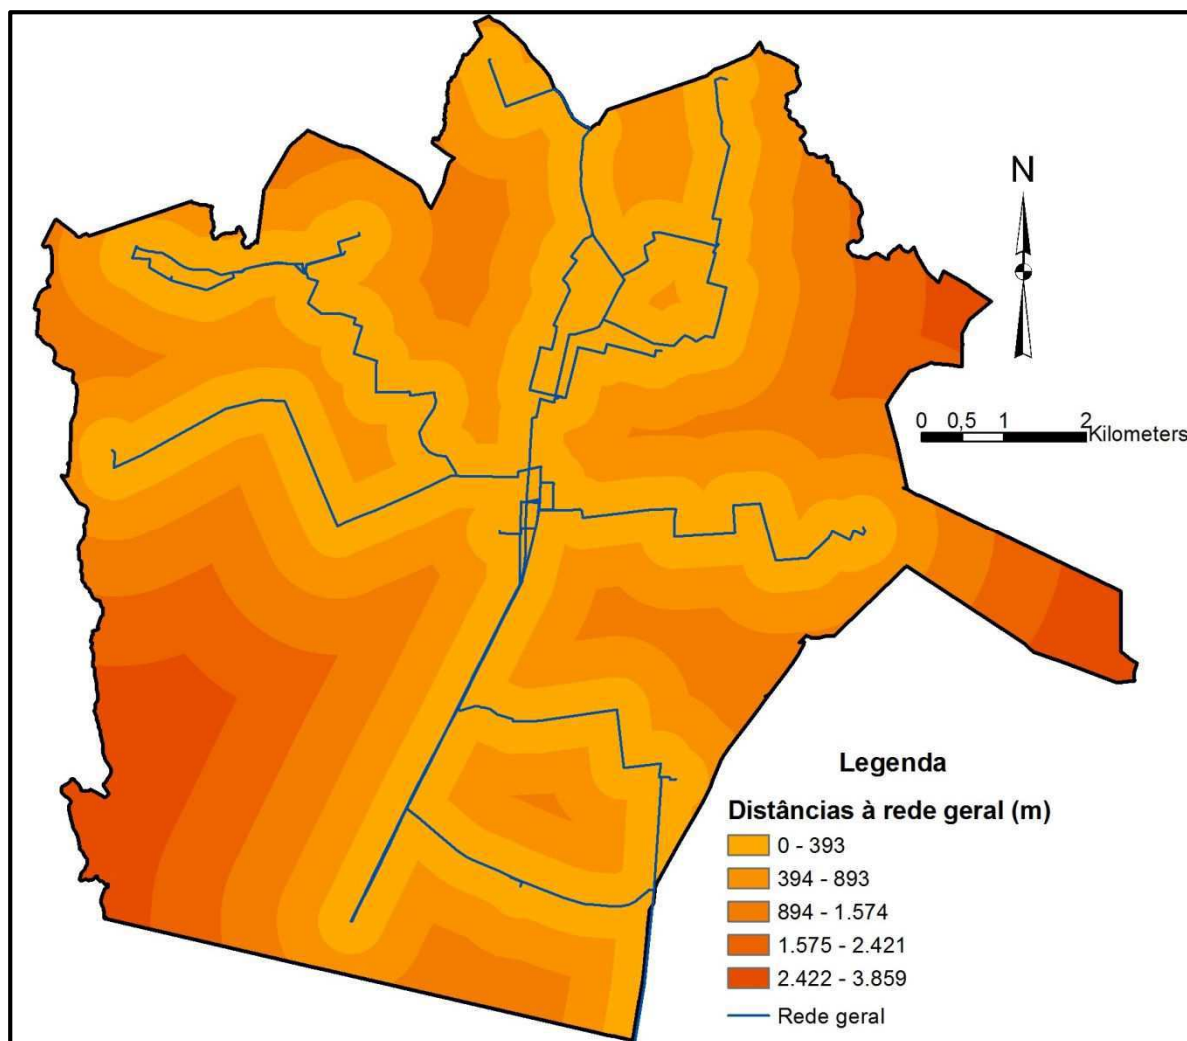 N
0 0,5 1 2
Kilometers
Legenda
Distâncias à rede geral (m)
0 - 393
394 - 893
894 - 1.574
1.575 - 2.421
2.422 - 3.859
Rede geral